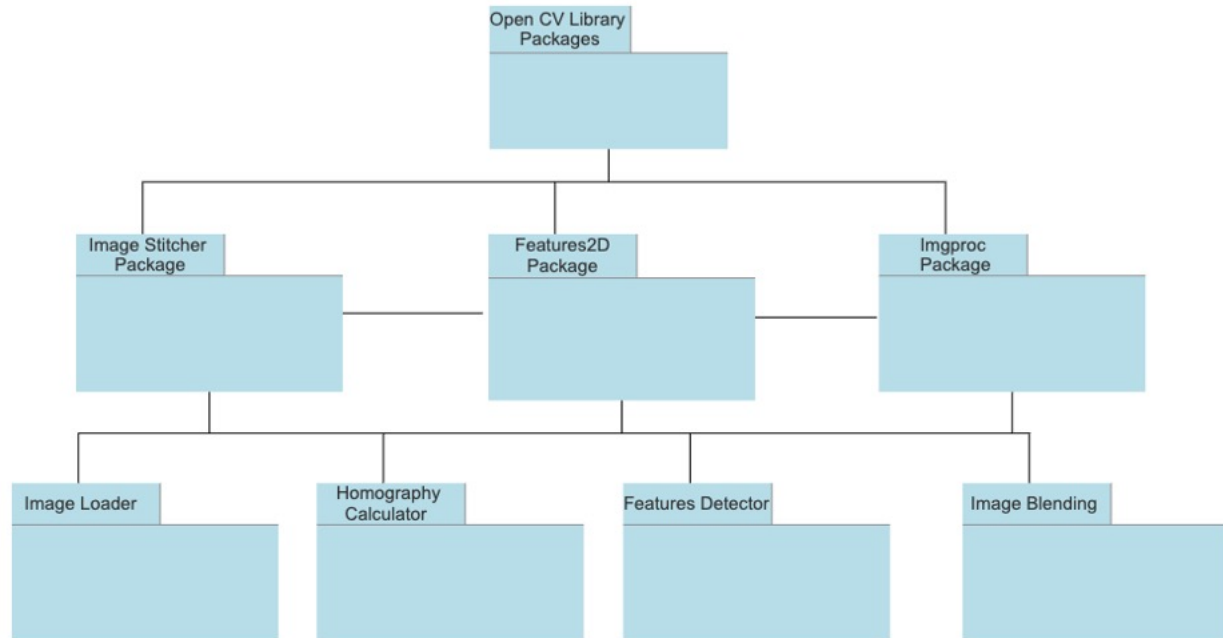 Open CV Library
Packages
Image Stitcher
Package
Features2D
Package
Imgproc
Package
Image Loader
Homography
Calculator
Features Detector
Image Blending